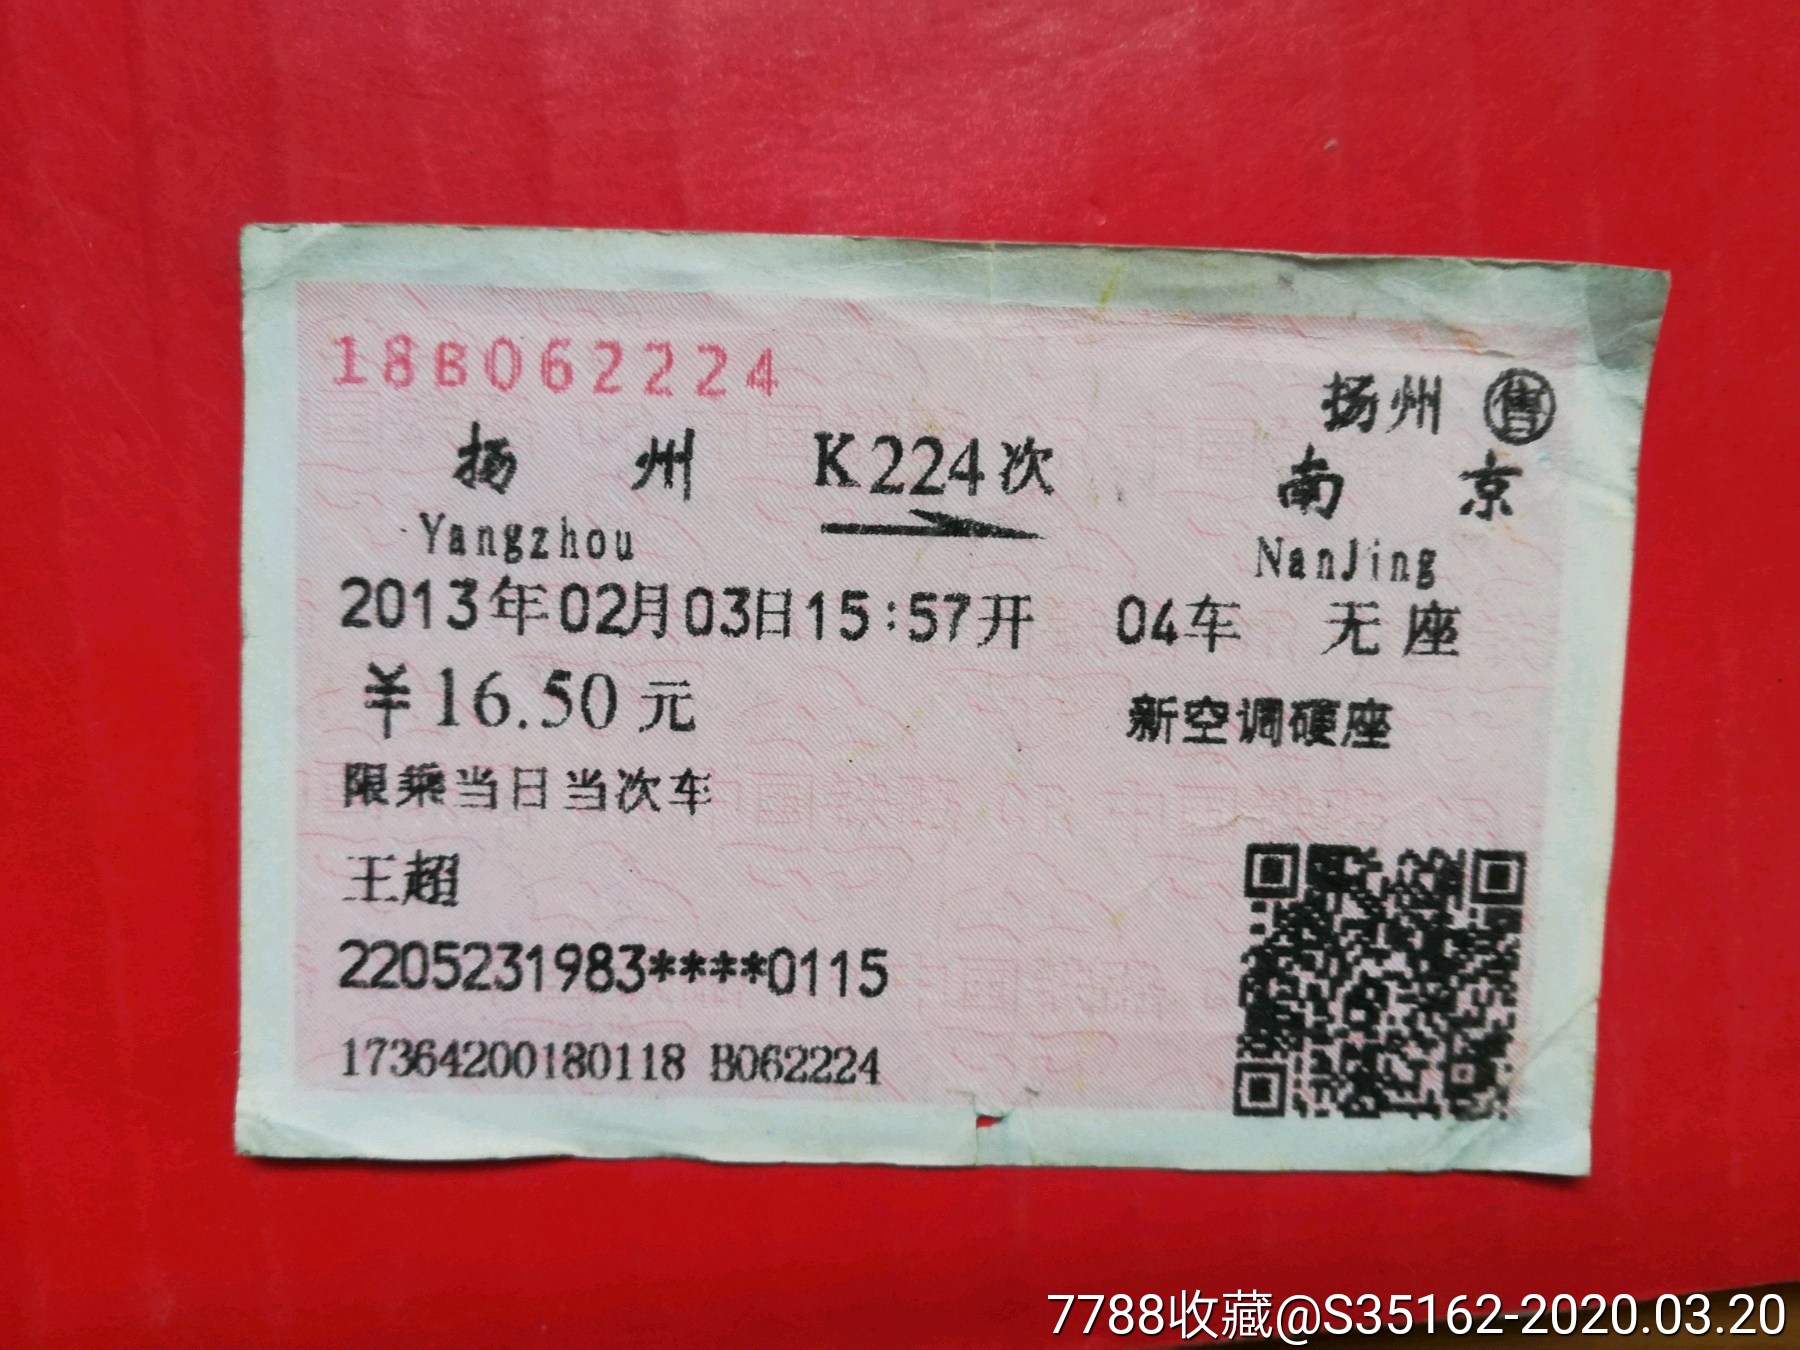 18B062224
扬州 售
扬州 K224次 南京
Yangzhou NanJing
2013年02月03日15:57开 04车 无座
￥16.50元 新空调硬座
限乘当日当次车
王超
2205231983****0115
17364200180118 B062224
7788收藏@S35162-2020.03.20